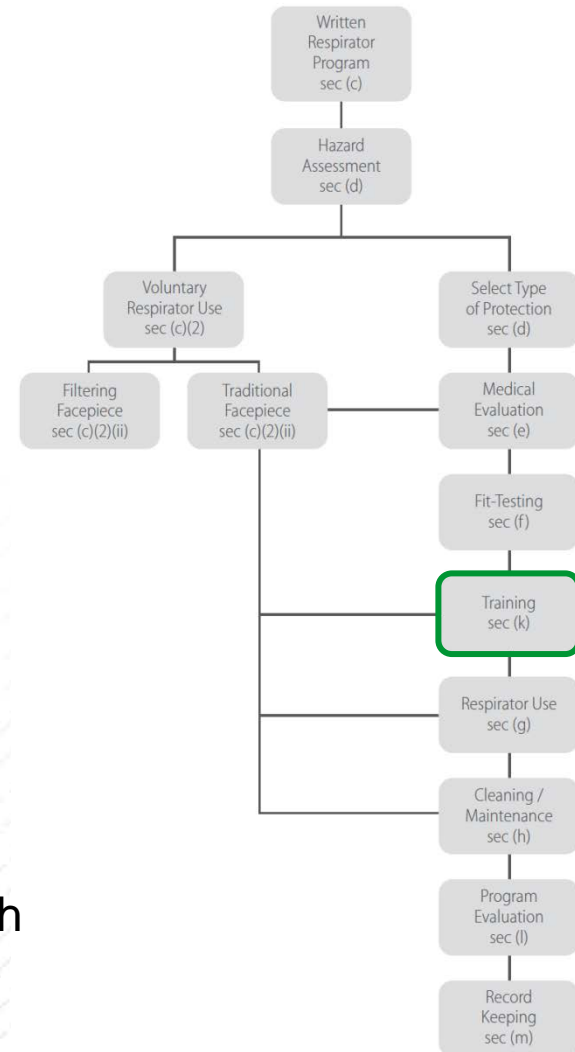 Written
Respirator
Program
sec (c)
Hazard
Assessment
sec (d)
Voluntary
Respirator Use
sec (c)(2)
Select Type
of Protection
sec (d)
Filtering
Facepiece
sec (c)(2)(ii)
Traditional
Facepiece
sec (c)(2)(ii)
Medical
Evaluation
sec (e)
Fit-Testing
sec (f)
Training
sec (k)
Respirator Use
sec (g)
Cleaning /
Maintenance
sec (h)
Program
Evaluation
sec (l)
Record
Keeping
sec (m)
h